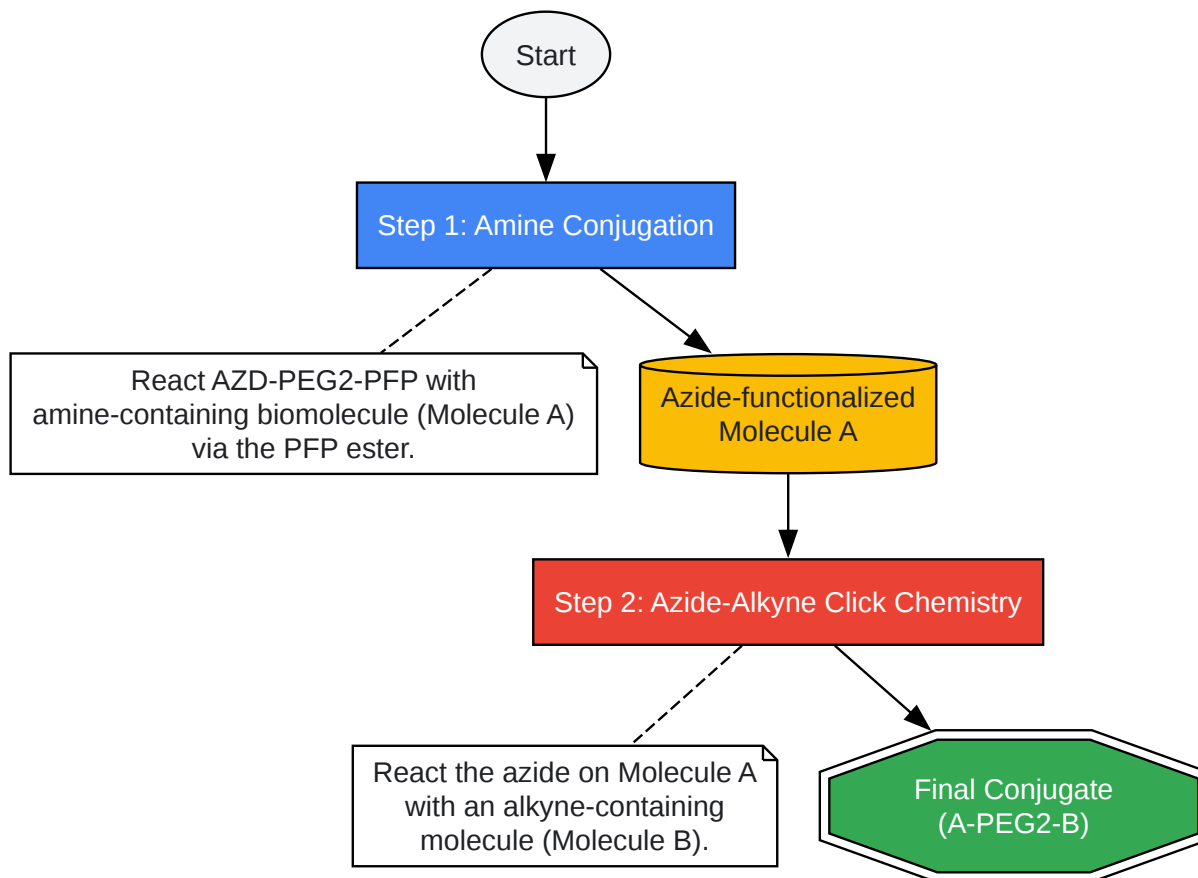 Start
Step 1: Amine Conjugation
React AZD-PEG2-PFP with
amine-containing biomolecule (Molecule A)
via the PFP ester.
Azide-functionalized
Molecule A
Step 2: Azide-Alkyne Click Chemistry
React the azide on Molecule A
with an alkyne-containing
molecule (Molecule B).
Final Conjugate
(A-PEG2-B)